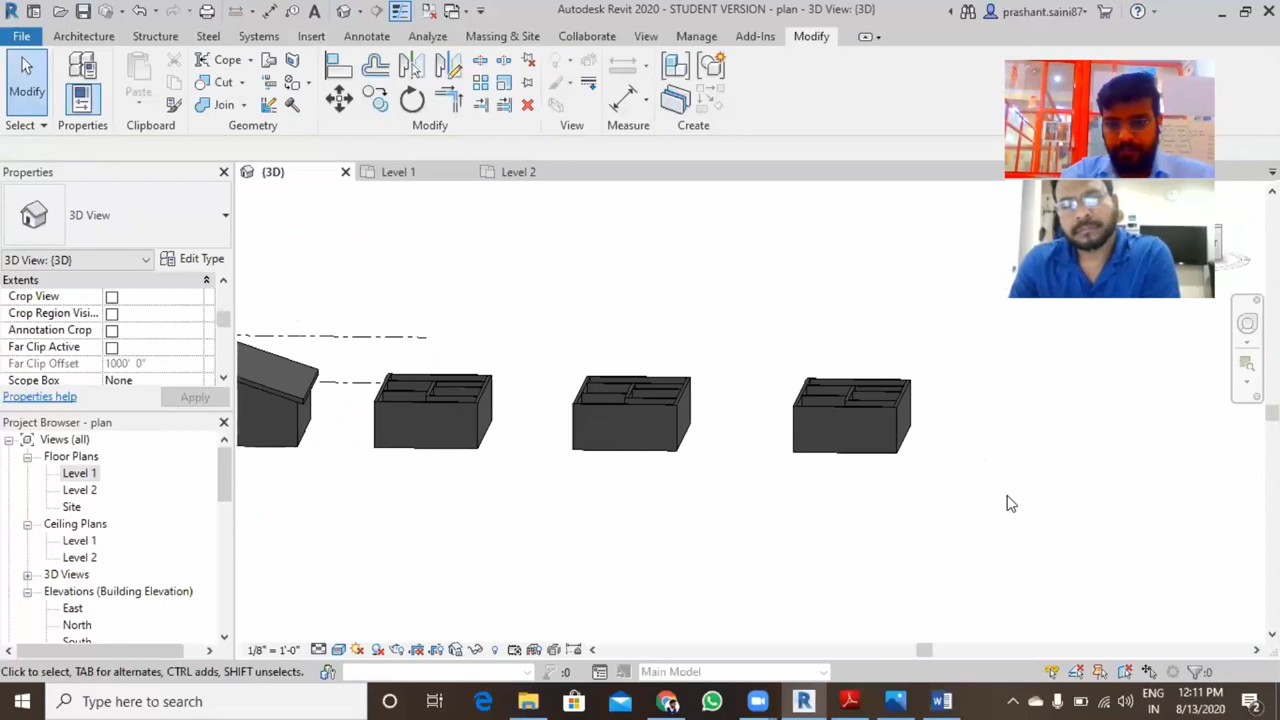 Autodesk Revit 2020 - STUDENT VERSION - plan - 3D View: {3D}
prashant.saini87
File Architecture Structure Steel Systems Insert Annotate Analyze Massing & Site Collaborate View Manage Add-Ins Modify
Modify
Paste
Cope
Cut
Join
Select Properties Clipboard Geometry Modify View Measure Create
Properties
{3D} Level 1 Level 2
3D View
3D View: {3D} Edit Type
Extents
Crop View
Crop Region Visi...
Annotation Crop
Far Clip Active
Far Clip Offset 1000' 0"
Scope Box None
Properties help Apply
Project Browser - plan
Views (all)
Floor Plans
Level 1
Level 2
Site
Ceiling Plans
Level 1
Level 2
3D Views
Elevations (Building Elevation)
East
North
South
1/8" = 1'-0"
Click to select, TAB for alternates, CTRL adds, SHIFT unselects.
:0
Main Model
:0
Type here to search
ENG
IN
12:11 PM
8/13/2020
2